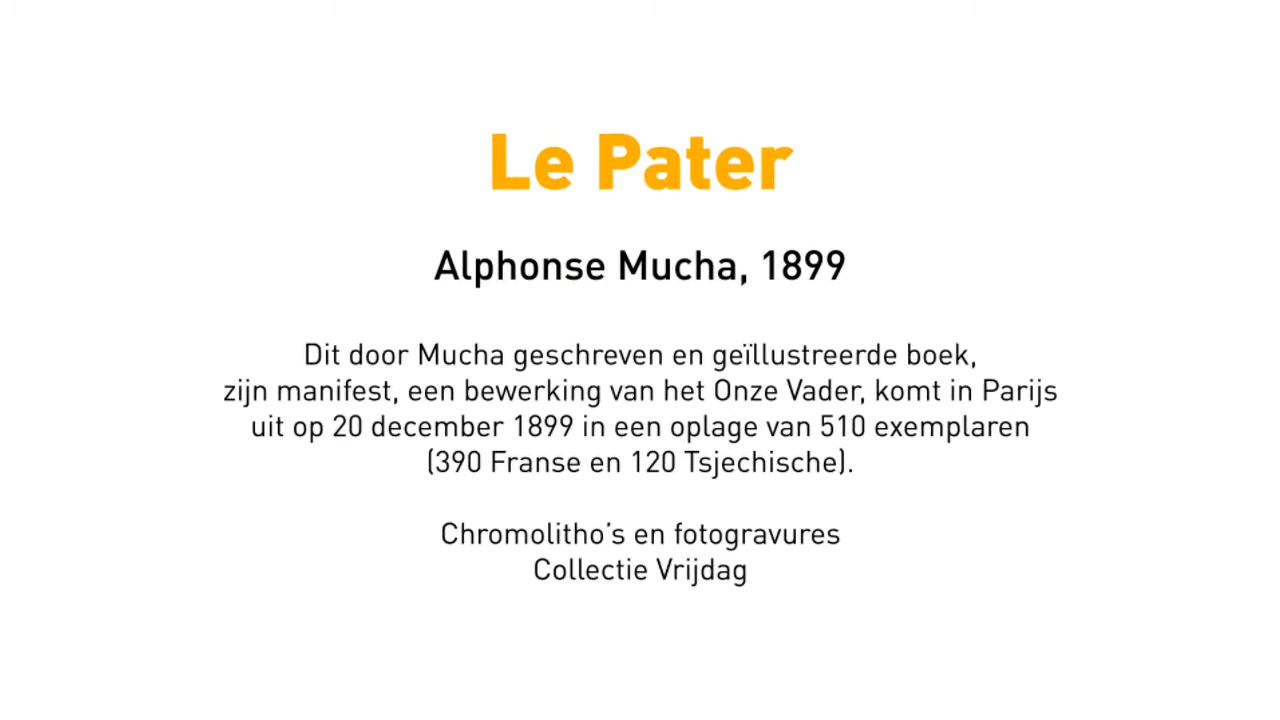 Le Pater
Alphonse Mucha, 1899
Dit door Mucha geschreven en geïllustreerde boek,
zijn manifest, een bewerking van het Onze Vader, komt in Parijs
uit op 20 december 1899 in een oplage van 510 exemplaren
(390 Franse en 120 Tsjechische).
Chromolitho’s en fotogravures
Collectie Vrijdag